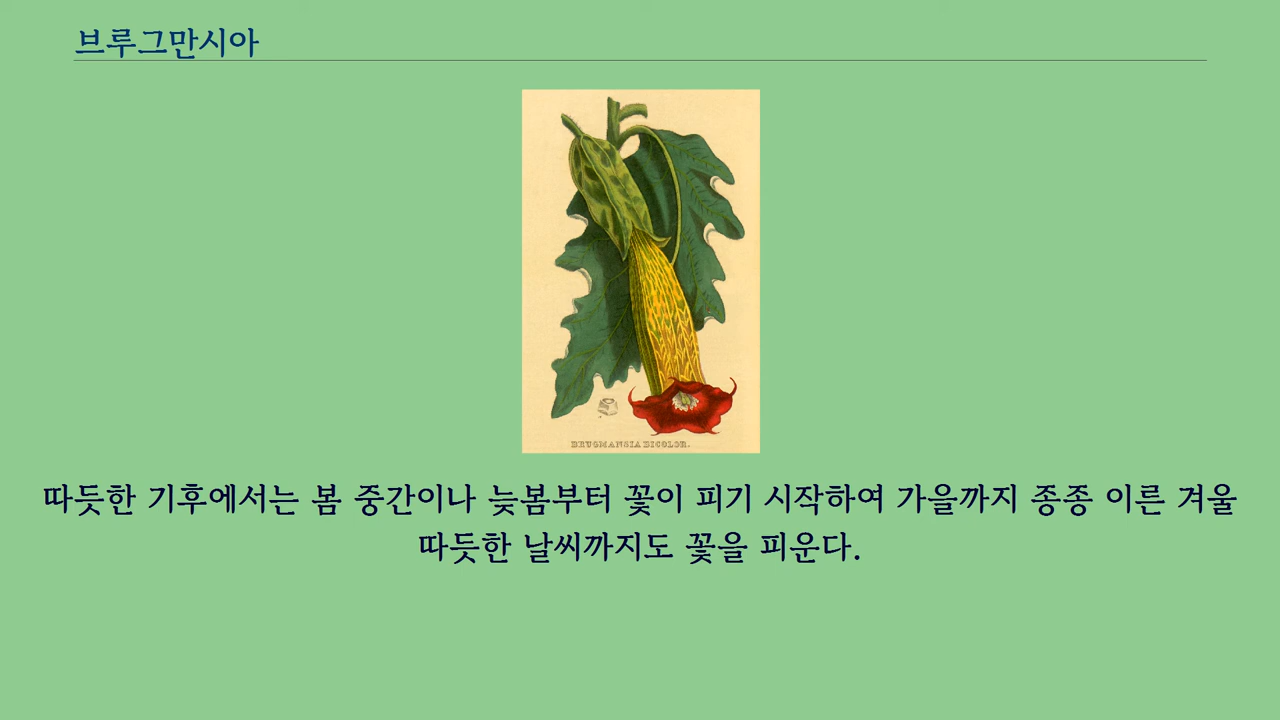 브루그만시아
BRUGMANSIA BICOLOR.
따듯한 기후에서는 봄 중간이나 늦봄부터 꽃이 피기 시작하여 가을까지 종종 이른 겨울
따듯한 날씨까지도 꽃을 피운다.